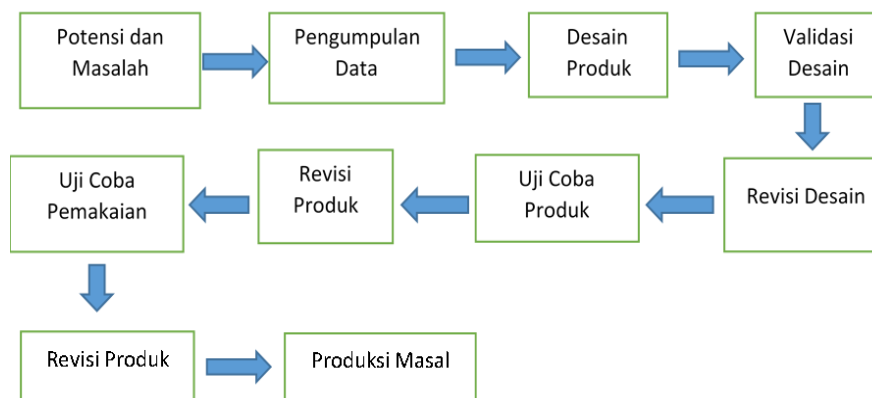 Potensi dan
Masalah
Pengumpulan
Data
Desain
Produk
Validasi
Desain
Revisi Desain
Uji Coba
Produk
Revisi
Produk
Uji Coba
Pemakaian
Revisi Produk
Produksi Masal